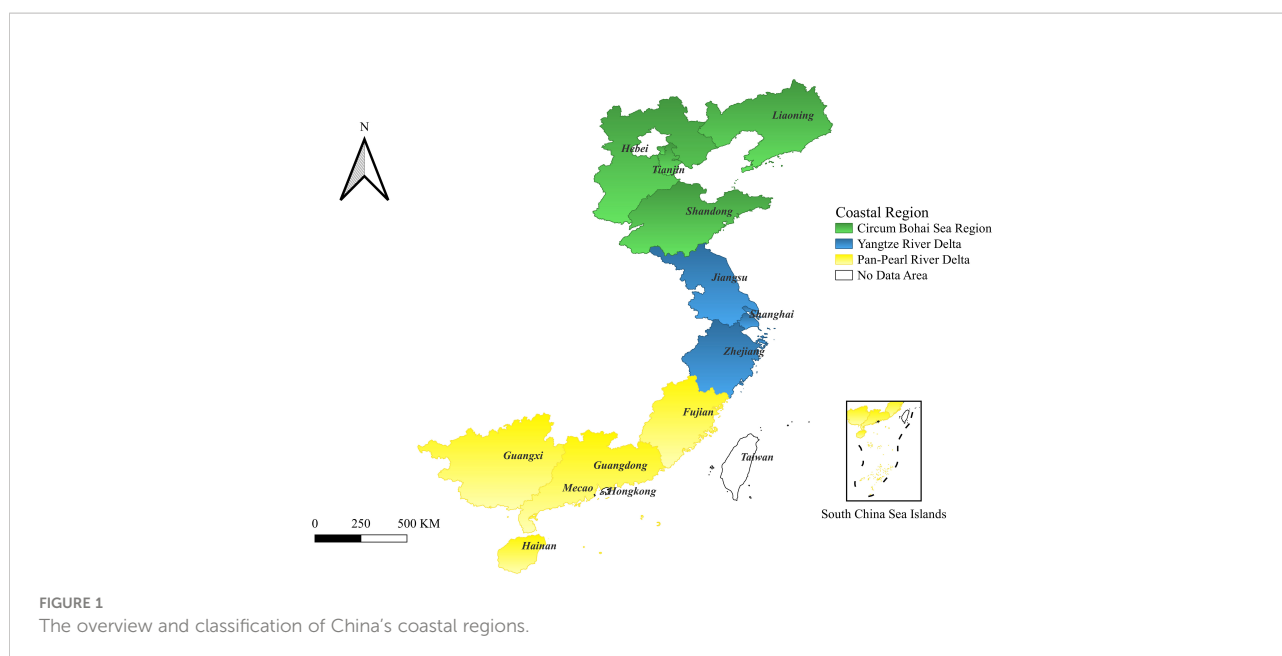 N
Liaoning
Hebei
Tianjin
Shandong
Jiangsu
Shanghai
Zhejiang
Fujian
Guangxi
Guangdong
Mecao
Hongkong
Taiwan
Hainan
Coastal Region
Circum Bohai Sea Region
Yangtze River Delta
Pan-Pearl River Delta
No Data Area
South China Sea Islands
0 250 500 KM
FIGURE 1
The overview and classification of China's coastal regions.